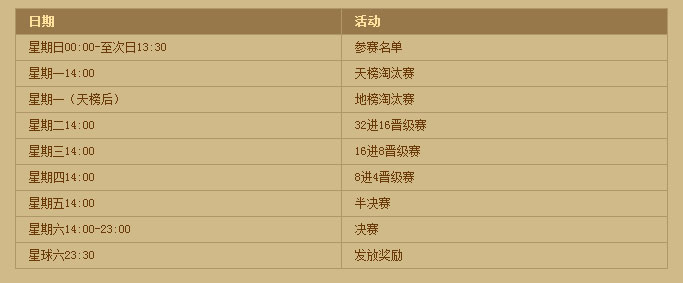 日期 活动
星期日00:00-至次日13:30 参赛名单
星期一14:00 天榜淘汰赛
星期一（天榜后） 地榜淘汰赛
星期二14:00 32进16晋级赛
星期三14:00 16进8晋级赛
星期四14:00 8进4晋级赛
星期五14:00 半决赛
星期六14:00-23:00 决赛
星球六23:30 发放奖励